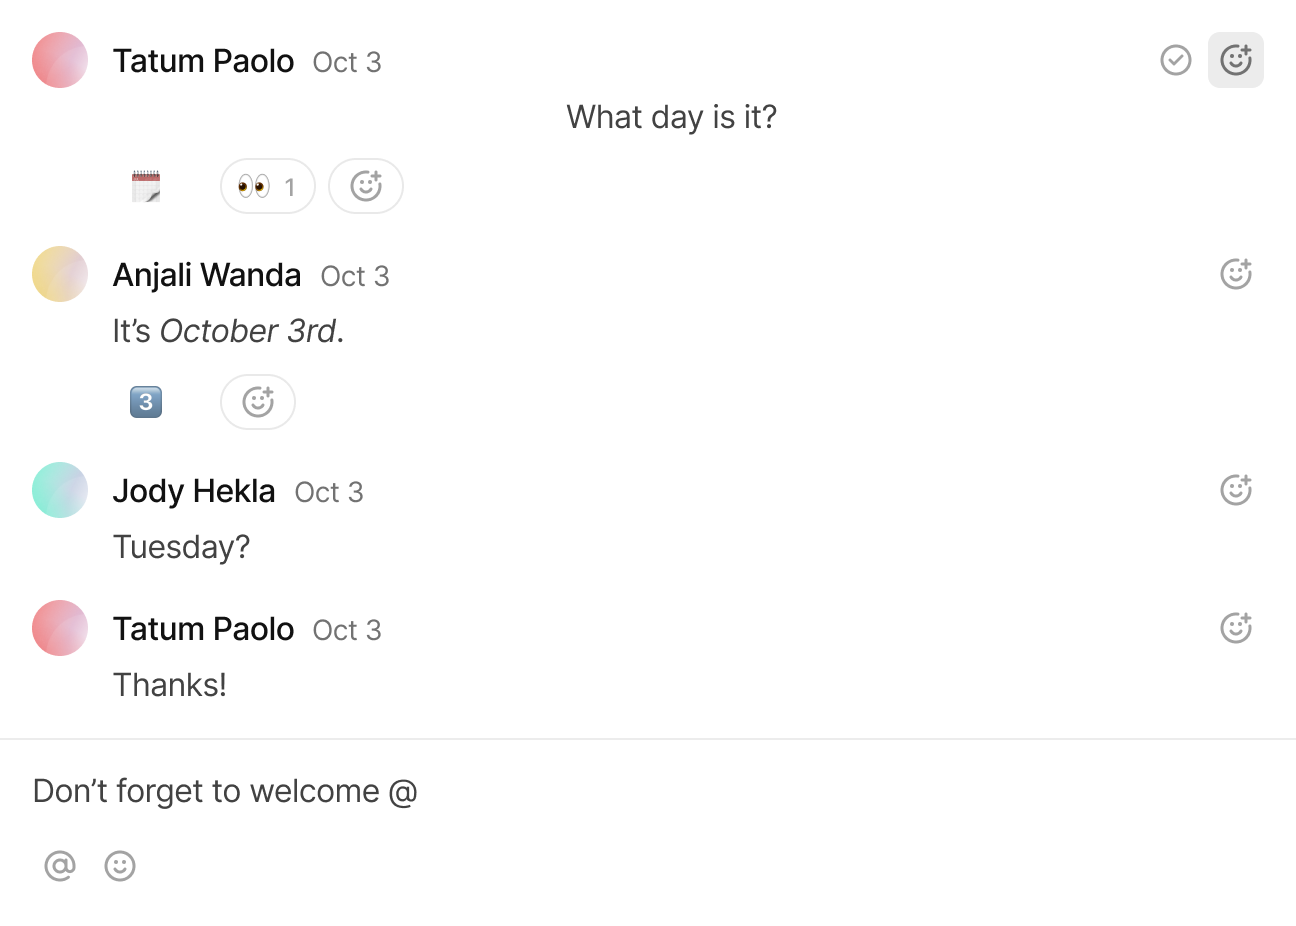 Tatum Paolo Oct 3
What day is it?
🗓️ 👀 1
Anjali Wanda Oct 3
It’s October 3rd.
3️⃣
Jody Hekla Oct 3
Tuesday?
Tatum Paolo Oct 3
Thanks!
Don’t forget to welcome @
@